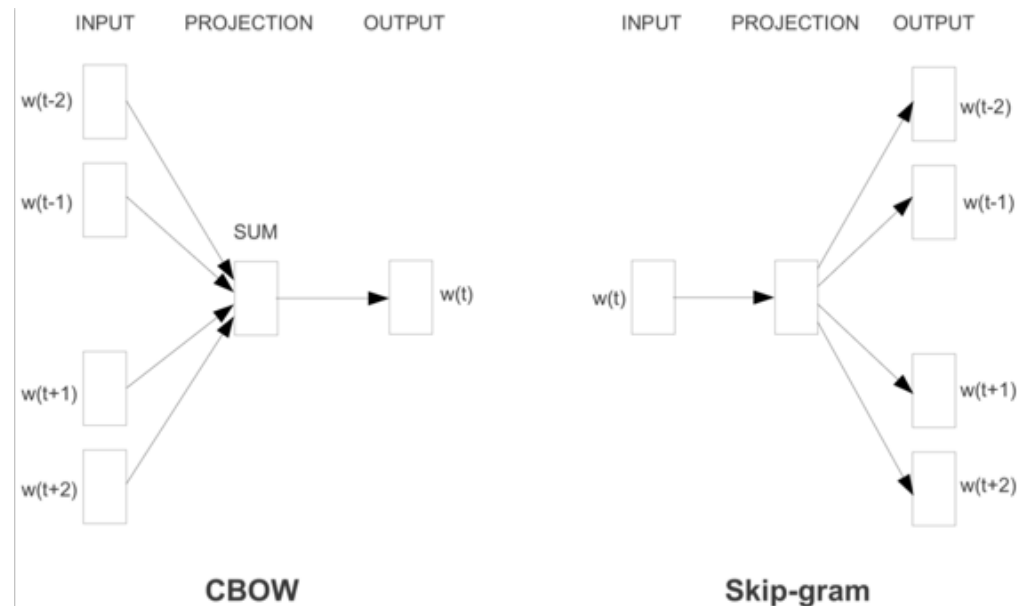 INPUT PROJECTION OUTPUT
w(t-2)
w(t-1)
SUM
w(t)
w(t+1)
w(t+2)
CBOW
INPUT PROJECTION OUTPUT
w(t-2)
w(t-1)
w(t)
w(t+1)
w(t+2)
Skip-gram